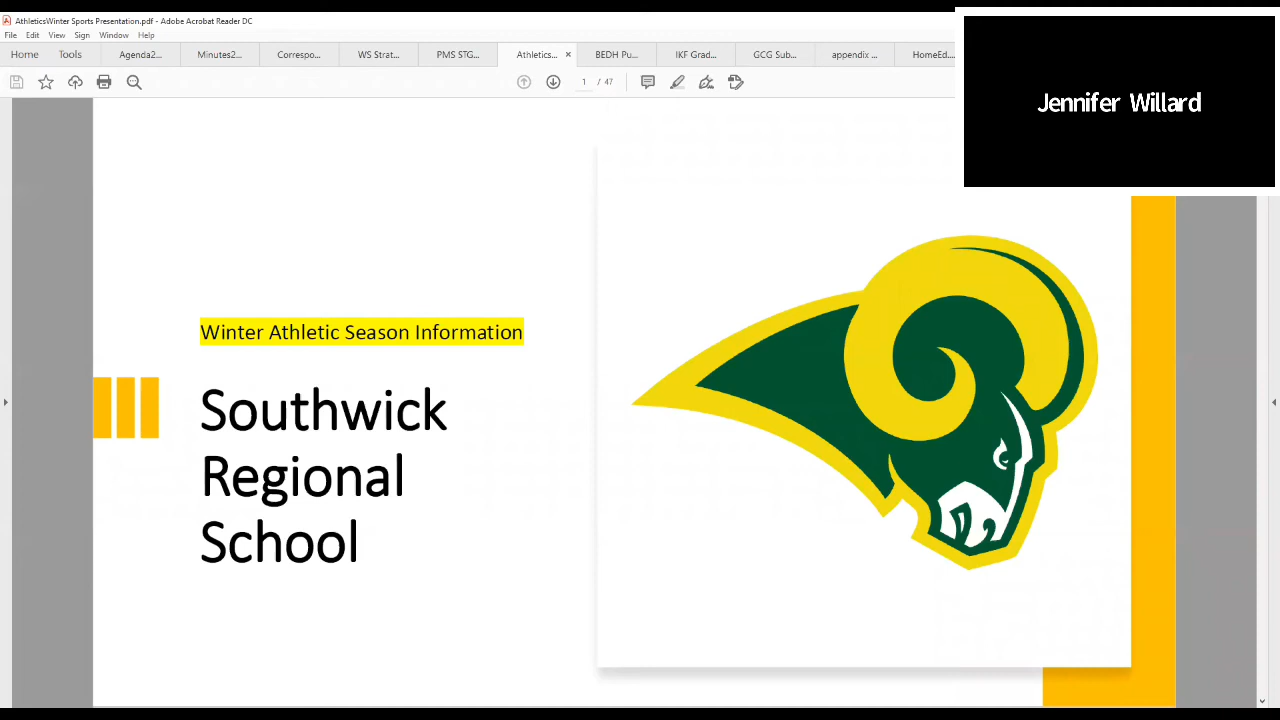 AthleticsWinter Sports Presentation.pdf - Adobe Acrobat Reader DC
File Edit View Sign Window Help
Home Tools Agenda2... Minutes2... Correspo... WS Strat... PMS STG... Athletics... × BEDH Pu... IKF Grad... GCG Sub... appendix ... HomeEd...
1 / 47
Jennifer Willard
Winter Athletic Season Information
Southwick
Regional
School